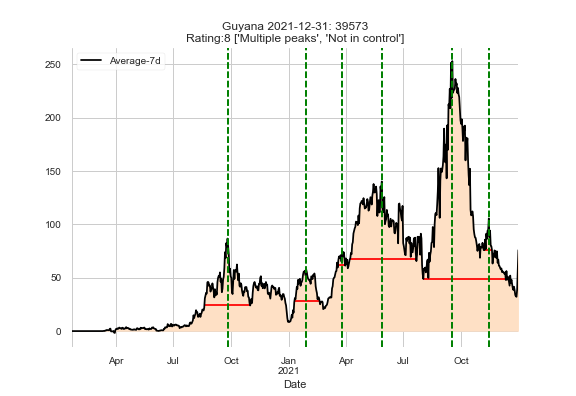 Guyana 2021-12-31: 39573
Rating:8 ['Multiple peaks', 'Not in control']
Average-7d
250
200
150
100
50
0
Apr
Jul
Oct
Jan
2021
Apr
Jul
Oct
Date